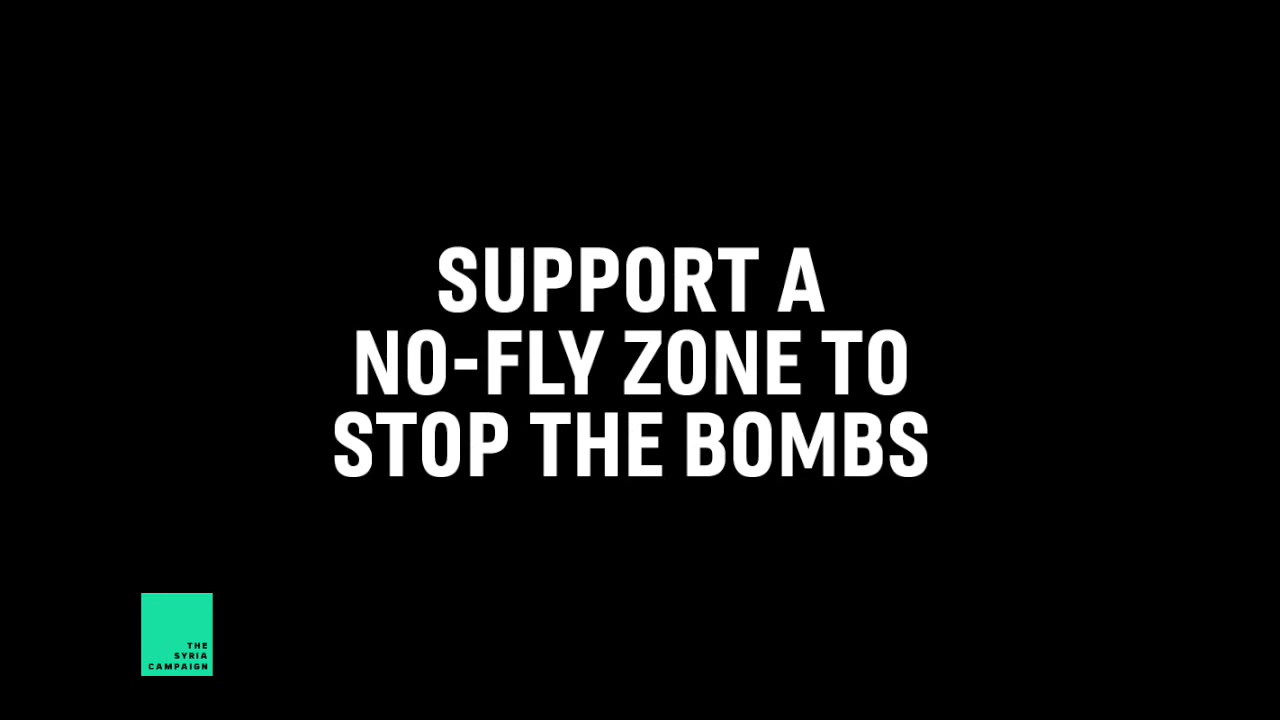 SUPPORT A
NO-FLY ZONE TO
STOP THE BOMBS
THE
SYRIA
CAMPAIGN